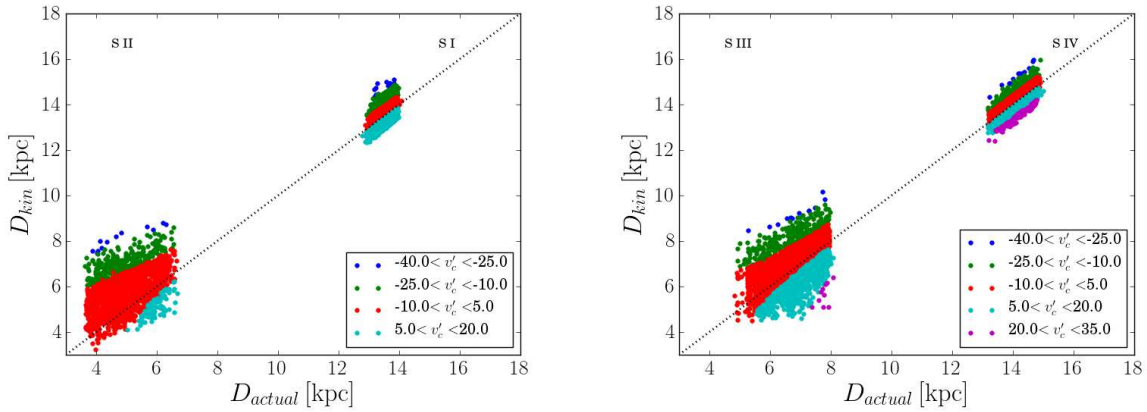 18
16
14
12
10
8
6
4
D_kin [kpc]
S II
S I
-40.0< v'_c <-25.0
-25.0< v'_c <-10.0
-10.0< v'_c <5.0
5.0< v'_c <20.0
4 6 8 10 12 14 16 18
D_actual [kpc]
18
16
14
12
10
8
6
4
D_kin [kpc]
S III
S IV
-40.0< v'_c <-25.0
-25.0< v'_c <-10.0
-10.0< v'_c <5.0
5.0< v'_c <20.0
20.0< v'_c <35.0
4 6 8 10 12 14 16 18
D_actual [kpc]